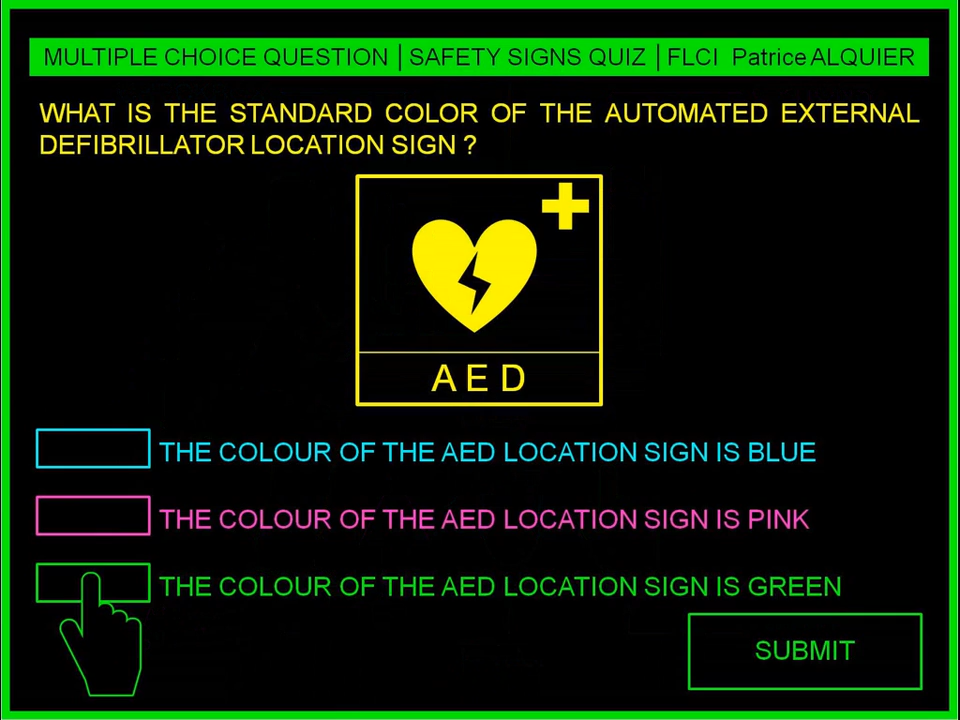 MULTIPLE CHOICE QUESTION | SAFETY SIGNS QUIZ | FLCI Patrice ALQUIER
WHAT IS THE STANDARD COLOR OF THE AUTOMATED EXTERNAL
DEFIBRILLATOR LOCATION SIGN ?
AED
THE COLOUR OF THE AED LOCATION SIGN IS BLUE
THE COLOUR OF THE AED LOCATION SIGN IS PINK
THE COLOUR OF THE AED LOCATION SIGN IS GREEN
SUBMIT